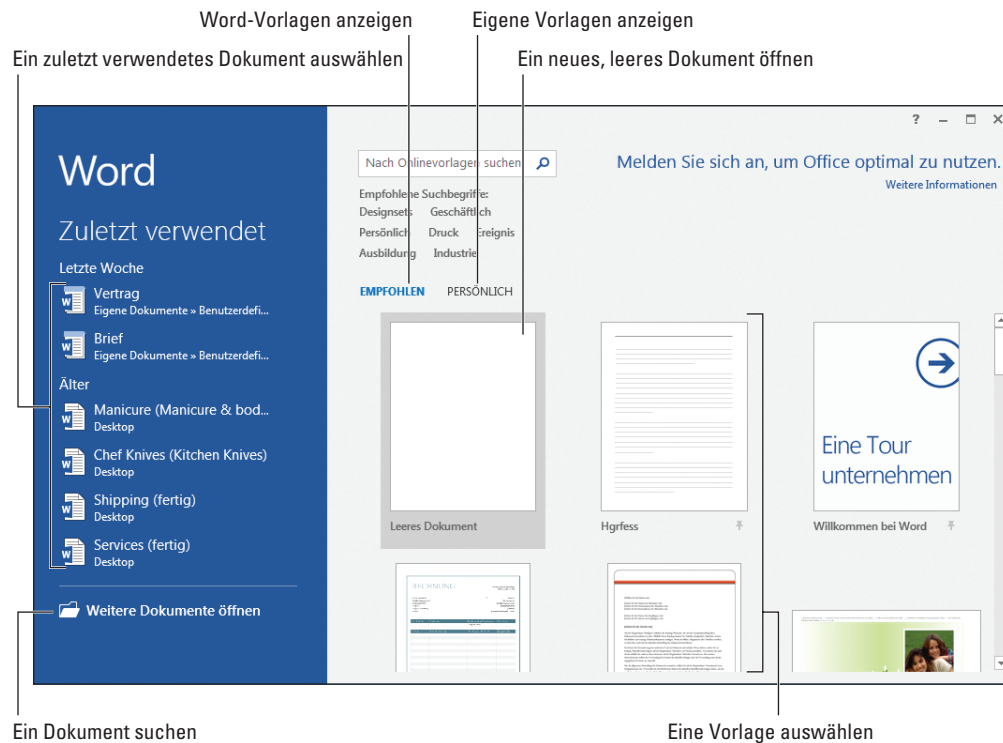 Word-Vorlagen anzeigen
Eigene Vorlagen anzeigen
Ein zuletzt verwendetes Dokument auswählen
Ein neues, leeres Dokument öffnen
? – □ ×
Word
Zuletzt verwendet
Letzte Woche
Vertrag
Eigene Dokumente » Benutzerdefi...
Brief
Eigene Dokumente » Benutzerdefi...
Älter
Manicure (Manicure & bod...
Desktop
Chef Knives (Kitchen Knives)
Desktop
Shipping (fertig)
Desktop
Services (fertig)
Desktop
Weitere Dokumente öffnen
Nach Onlinevorlagen suchen
Melden Sie sich an, um Office optimal zu nutzen.
Weitere Informationen
Empfohlene Suchbegriffe:
Designsets Geschäftlich
Persönlich Druck Ereignis
Ausbildung Industrie
EMPFOHLEN PERSÖNLICH
Eine Tour
unternehmen
Leeres Dokument
Hgrfess
Willkommen bei Word
RECHNUNG
Ein Dokument suchen
Eine Vorlage auswählen